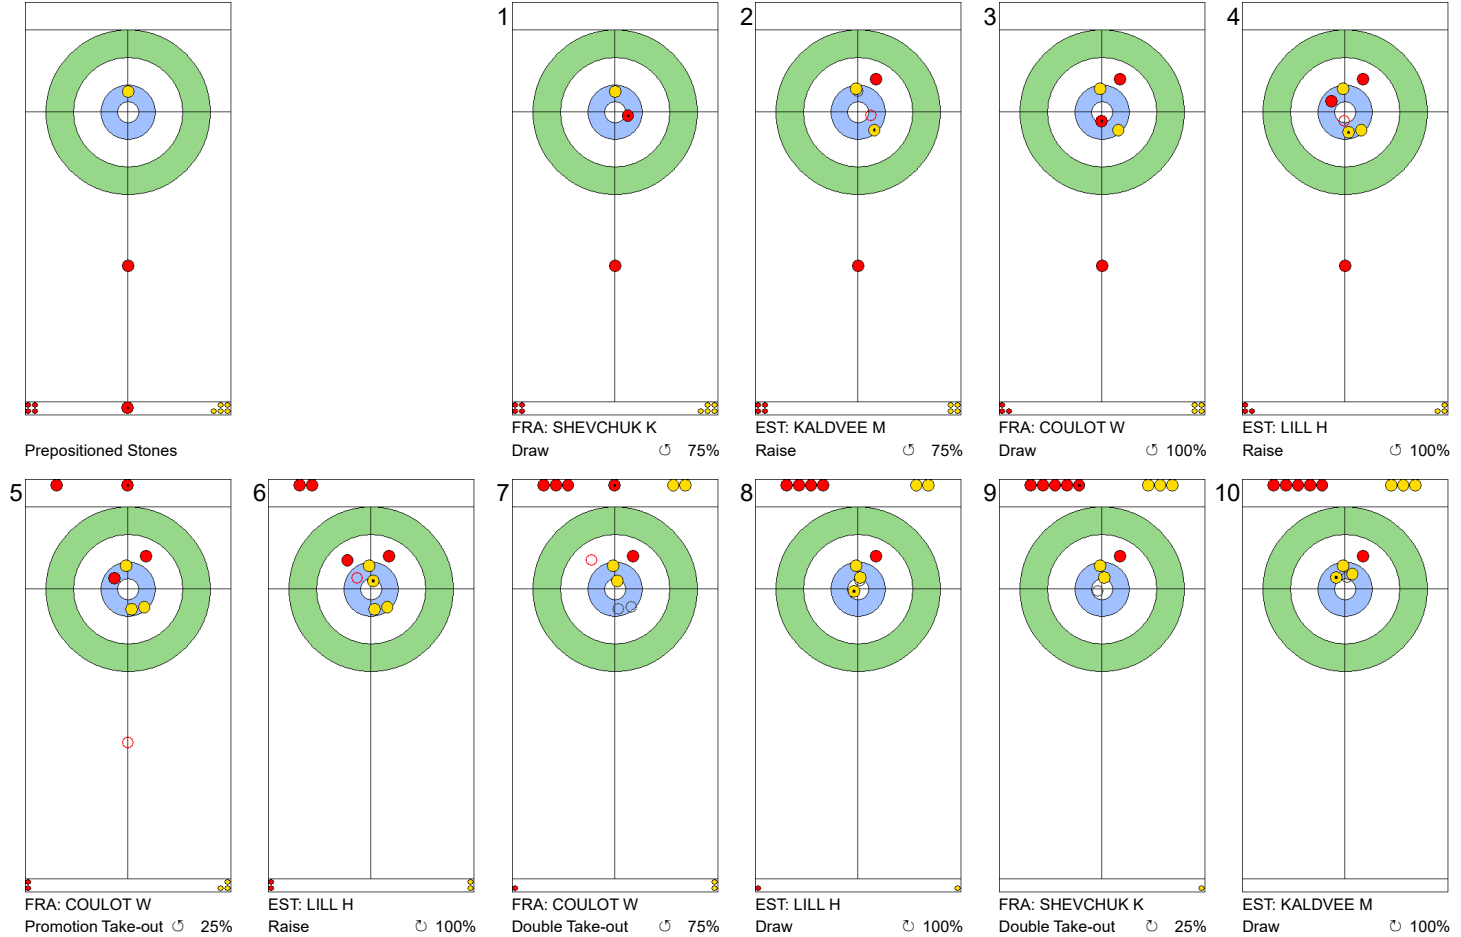 1
2
3
4
Prepositioned Stones
FRA: SHEVCHUK K
Draw 75%
EST: KALDVEE M
Raise 75%
FRA: COULOT W
Draw 100%
EST: LILL H
Raise 100%
5
6
7
8
9
10
FRA: COULOT W
Promotion Take-out 25%
EST: LILL H
Raise 100%
FRA: COULOT W
Double Take-out 75%
EST: LILL H
Draw 100%
FRA: SHEVCHUK K
Double Take-out 25%
EST: KALDVEE M
Draw 100%